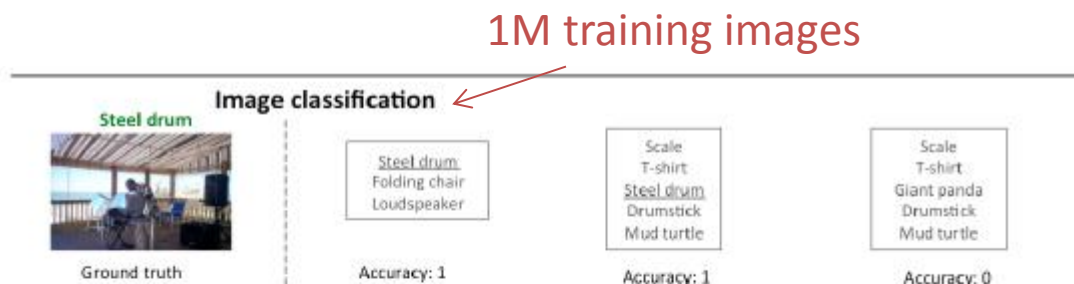 1M training images
Image classification
Steel drum
Ground truth
Steel drum
Folding chair
Loudspeaker
Accuracy: 1
Scale
T-shirt
Steel drum
Drumstick
Mud turtle
Accuracy: 1
Scale
T-shirt
Giant panda
Drumstick
Mud turtle
Accuracy: 0